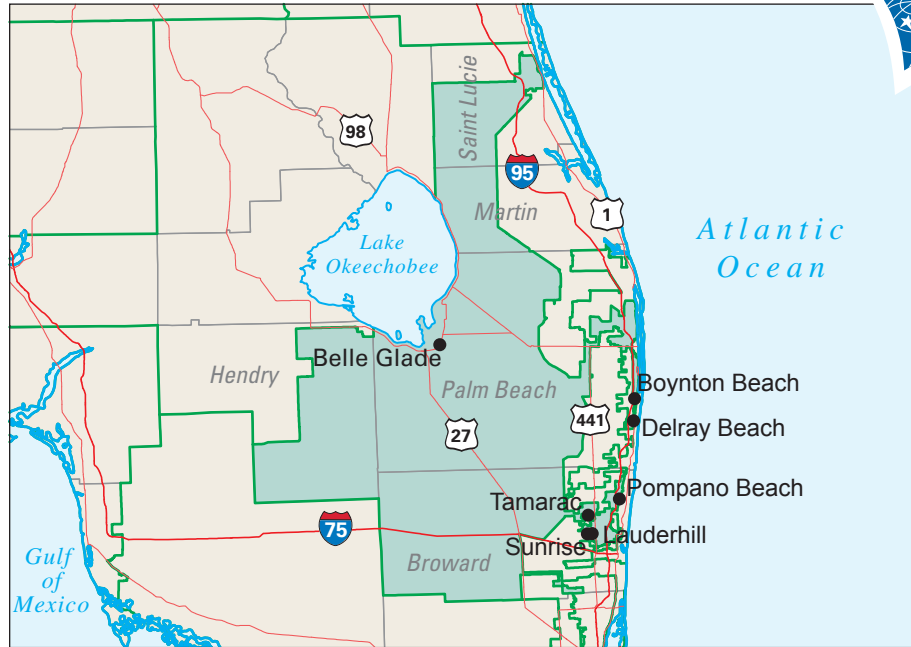 98
Saint Lucie
95
Martin
1
Lake
Okeechobee
Atlantic
Ocean
Belle Glade
Hendry
Palm Beach
Boynton Beach
441
27
Delray Beach
Pompano Beach
Tamarac
75
Lauderhill
Sunrise
Broward
Gulf
of
Mexico